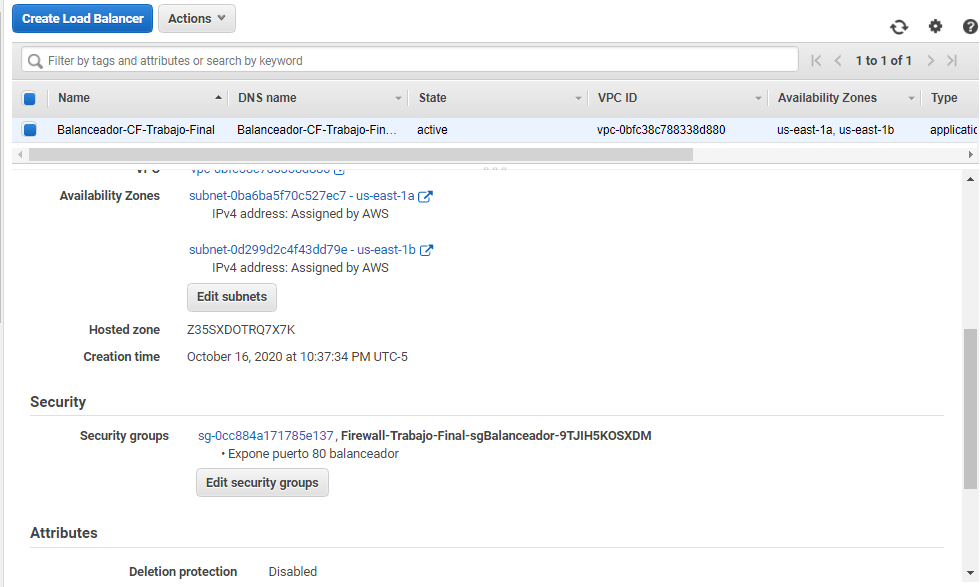 Create Load Balancer Actions
Filter by tags and attributes or search by keyword
1 to 1 of 1
Name DNS name State VPC ID Availability Zones Type
Balanceador-CF-Trabajo-Final Balanceador-CF-Trabajo-Fin... active vpc-0bfc38c788338d880 us-east-1a, us-east-1b applicatio
VPC vpc-0bfc38c788338d880
Availability Zones subnet-0ba6ba5f70c527ec7 - us-east-1a
IPv4 address: Assigned by AWS
subnet-0d299d2c4f43dd79e - us-east-1b
IPv4 address: Assigned by AWS
Edit subnets
Hosted zone Z35SXDOTRQ7X7K
Creation time October 16, 2020 at 10:37:34 PM UTC-5
Security
Security groups sg-0cc884a171785e137, Firewall-Trabajo-Final-sgBalanceador-9TJIH5KOSXDM
• Expone puerto 80 balanceador
Edit security groups
Attributes
Deletion protection Disabled